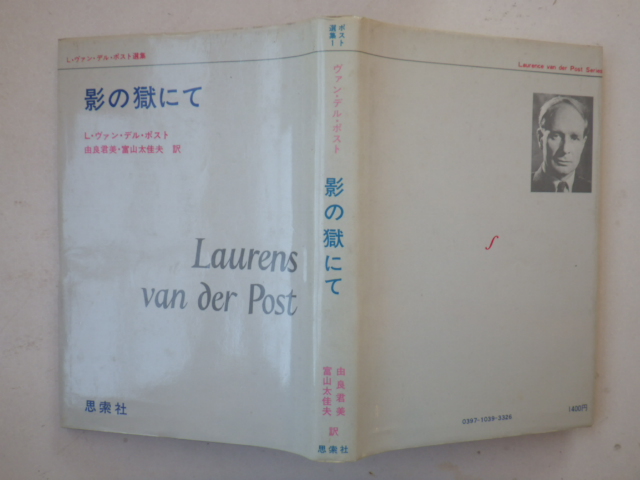 L・ヴァン・デル・ポスト選集
影の獄にて
L・ヴァン・デル・ポスト
由良君美・富山太佳夫 訳
Laurens
van der Post
思索社
ポスト
選集1
ヴァン・デル・ポスト
影の獄にて
由良君美
富山太佳夫
訳
思索社
Laurence van der Post Series
S
0397-1039-3326
1400円